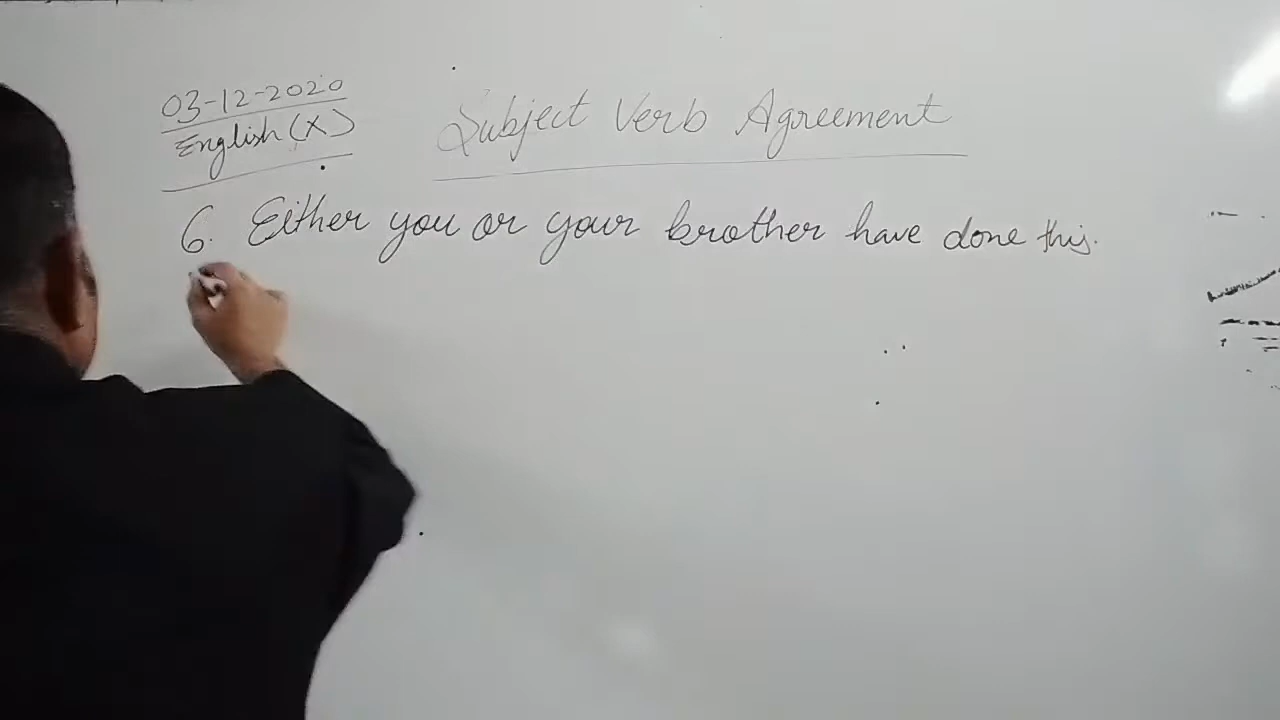 03-12-2020
English (X)
Subject Verb Agreement
6. Either you or your brother have done this.